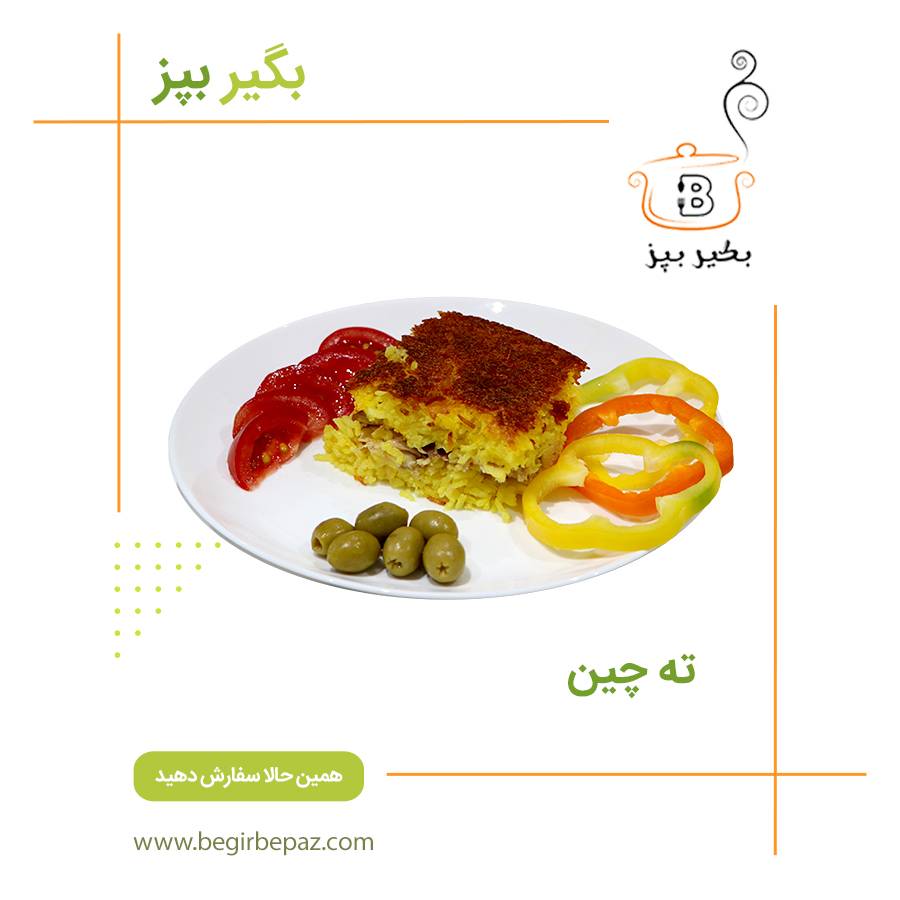 بگیر بپز
B
بگیر بپز
ته چین
همین حالا سفارش دهید
www.begirbepaz.com